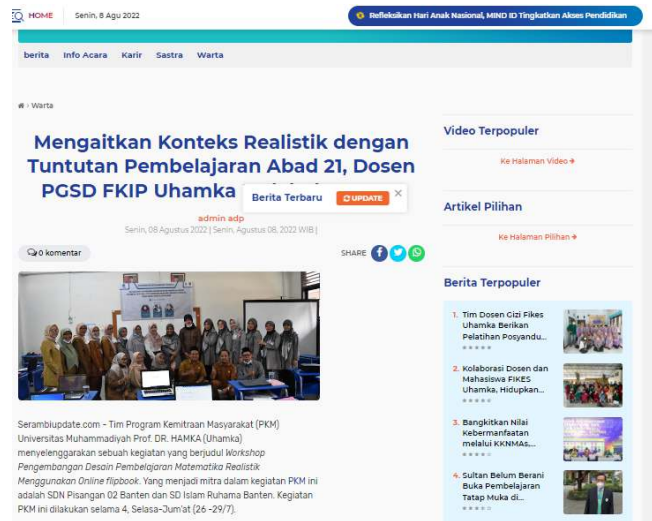 HOME
Senin, 8 Agu 2022
Refleksikan Hari Anak Nasional, MIND ID Tingkatkan Akses Pendidikan
berita Info Acara Karir Sastra Warta
› Warta
Mengaitkan Konteks Realistik dengan
Tuntutan Pembelajaran Abad 21, Dosen
PGSD FKIP Uhamka
Berita Terbaru UPDATE ×
admin adp
Senin, 08 Agustus 2022 | Senin, Agustus 08, 2022 WIB |
0 komentar
SHARE
Serambiupdate.com – Tim Program Kemitraan Masyarakat (PKM)
Universitas Muhammadiyah Prof. DR. HAMKA (Uhamka)
menyelenggarakan sebuah kegiatan yang berjudul Workshop
Pengembangan Desain Pembelajaran Matematika Realistik
Menggunakan Online flipbook. Yang menjadi mitra dalam kegiatan PKM ini
adalah SDN Pisangan 02 Banten dan SD Islam Ruhama Banten. Kegiatan
PKM ini dilakukan selama 4, Selasa-Jum'at (26 -29/7).
Video Terpopuler
Ke Halaman Video
Artikel Pilihan
Ke Halaman Pilihan
Berita Terpopuler
1. Tim Dosen Gizi Fikes
Uhamka Berikan
Pelatihan Posyandu...
2. Kolaborasi Dosen dan
Mahasiswa FIKES
Uhamka, Hidupkan...
3. Bangkitkan Nilai
Kebermanfaatan
melalui KKNMAs,...
4. Sultan Belum Berani
Buka Pembelajaran
Tatap Muka di...